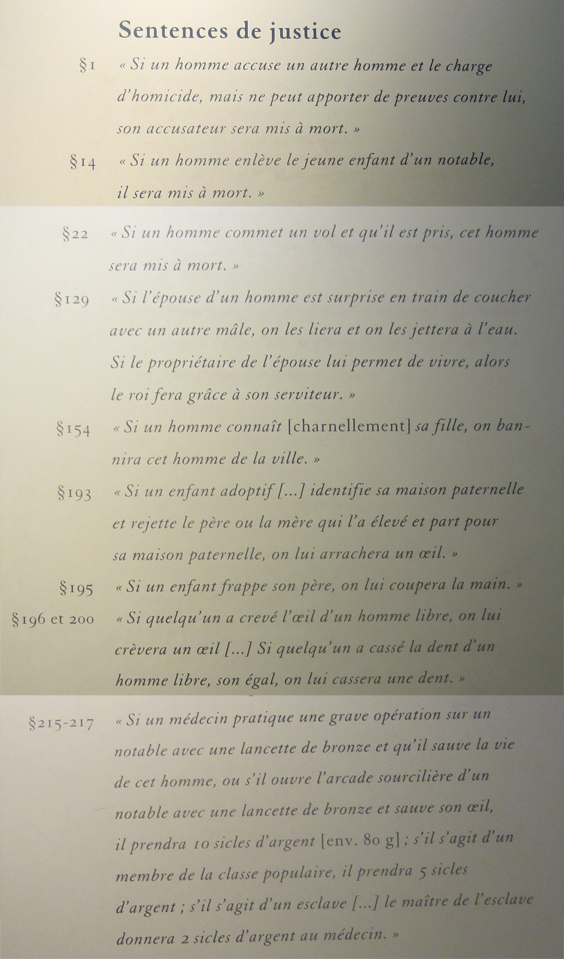 Sentences de justice
§1 « Si un homme accuse un autre homme et le charge
d'homicide, mais ne peut apporter de preuves contre lui,
son accusateur sera mis à mort. »
§14 « Si un homme enlève le jeune enfant d'un notable,
il sera mis à mort. »
§22 « Si un homme commet un vol et qu'il est pris, cet homme
sera mis à mort. »
§129 « Si l'épouse d'un homme est surprise en train de coucher
avec un autre mâle, on les liera et on les jettera à l'eau.
Si le propriétaire de l'épouse lui permet de vivre, alors
le roi fera grâce à son serviteur. »
§154 « Si un homme connaît [charnellement] sa fille, on ban-
nira cet homme de la ville. »
§193 « Si un enfant adoptif [...] identifie sa maison paternelle
et rejette le père ou la mère qui l'a élevé et part pour
sa maison paternelle, on lui arrachera un œil. »
§195 « Si un enfant frappe son père, on lui coupera la main. »
§196 et 200 « Si quelqu'un a crevé l'œil d'un homme libre, on lui
crèvera un œil [...] Si quelqu'un a cassé la dent d'un
homme libre, son égal, on lui cassera une dent. »
§215-217 « Si un médecin pratique une grave opération sur un
notable avec une lancette de bronze et qu'il sauve la vie
de cet homme, ou s'il ouvre l'arcade sourcilière d'un
notable avec une lancette de bronze et sauve son œil,
il prendra 10 sicles d'argent [env. 80 g] ; s'il s'agit d'un
membre de la classe populaire, il prendra 5 sicles
d'argent ; s'il s'agit d'un esclave [...] le maître de l'esclave
donnera 2 sicles d'argent au médecin. »